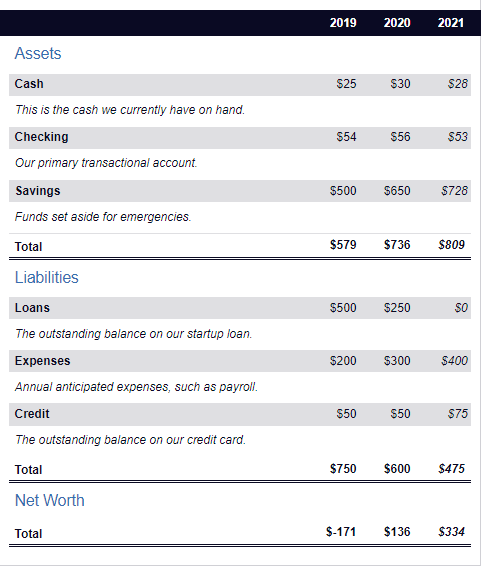 2019 2020 2021
Assets
Cash $25 $30 $28
This is the cash we currently have on hand.
Checking $54 $56 $53
Our primary transactional account.
Savings $500 $650 $728
Funds set aside for emergencies.
Total $579 $736 $809
Liabilities
Loans $500 $250 $0
The outstanding balance on our startup loan.
Expenses $200 $300 $400
Annual anticipated expenses, such as payroll.
Credit $50 $50 $75
The outstanding balance on our credit card.
Total $750 $600 $475
Net Worth
Total $-171 $136 $334